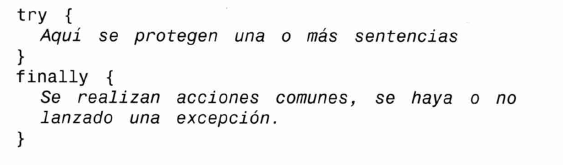 try {
Aquí se protegen una o más sentencias
}
finally {
Se realizan acciones comunes, se haya o no
lanzado una excepción.
}